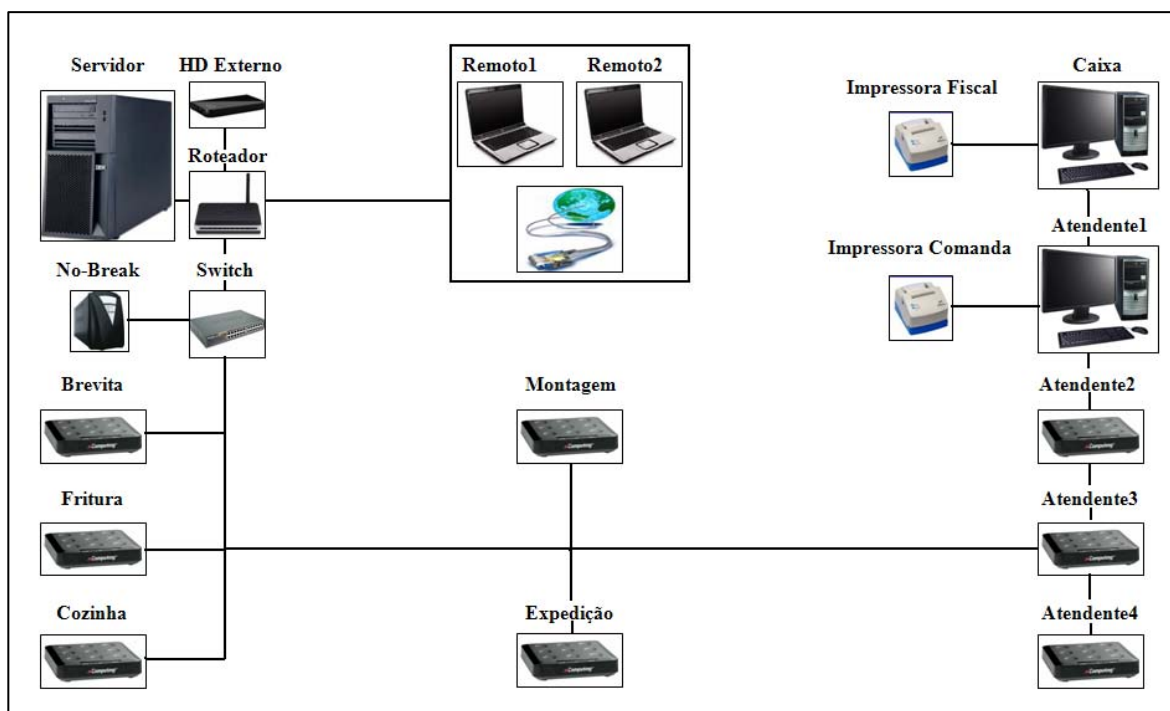 Servidor
HD Externo
Remoto1
Remoto2
Caixa
Impressora Fiscal
Roteador
Atendente1
Impressora Comanda
No-Break
Switch
Brevita
Montagem
Atendente2
Fritura
Atendente3
Cozinha
Expedição
Atendente4